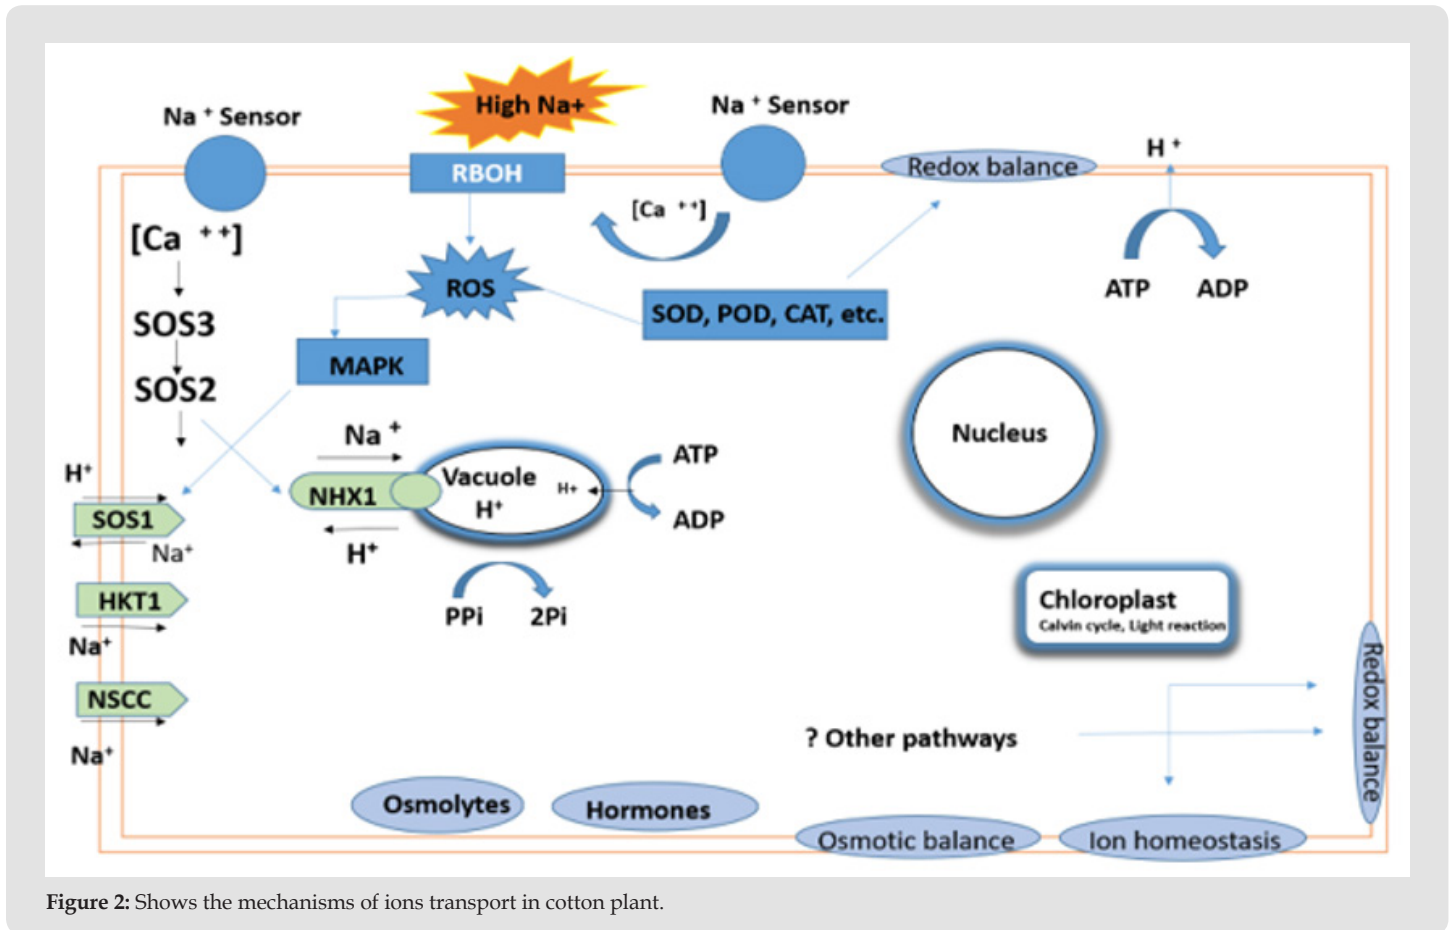 High Na+
Na + Sensor
Na + Sensor
H +
RBOH
Redox balance
[Ca ++]
[Ca ++]
ROS
ATP
ADP
SOS3
SOD, POD, CAT, etc.
MAPK
SOS2
Na +
Nucleus
ATP
H+
Vacuole
NHX1
H+
H+
SOS1
ADP
Na+
H+
HKT1
Chloroplast
PPi
2Pi
Calvin cycle, Light reaction
Na+
NSCC
Redox balance
? Other pathways
Na+
Osmolytes
Hormones
Osmotic balance
Ion homeostasis
Figure 2: Shows the mechanisms of ions transport in cotton plant.